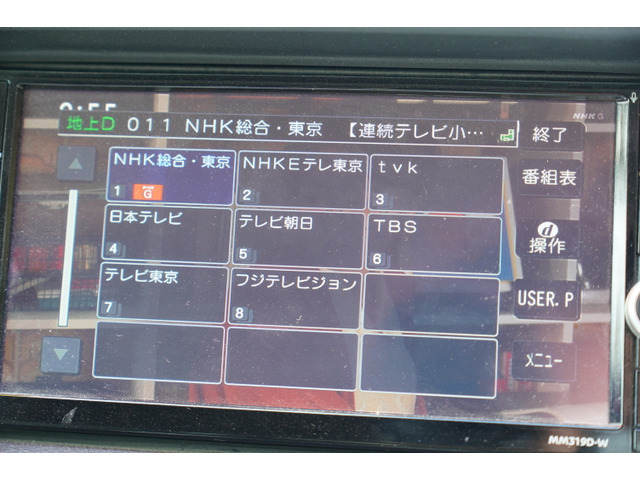 NHK G
地上D 011 NHK総合・東京 【連続テレビ小… 終了
NHK総合・東京 NHKEテレ東京 tvk 番組表
1 G 2 3
日本テレビ テレビ朝日 TBS 操作
4 5 6
テレビ東京 フジテレビジョン USER.P
7 8
メニュー
MM319D-W